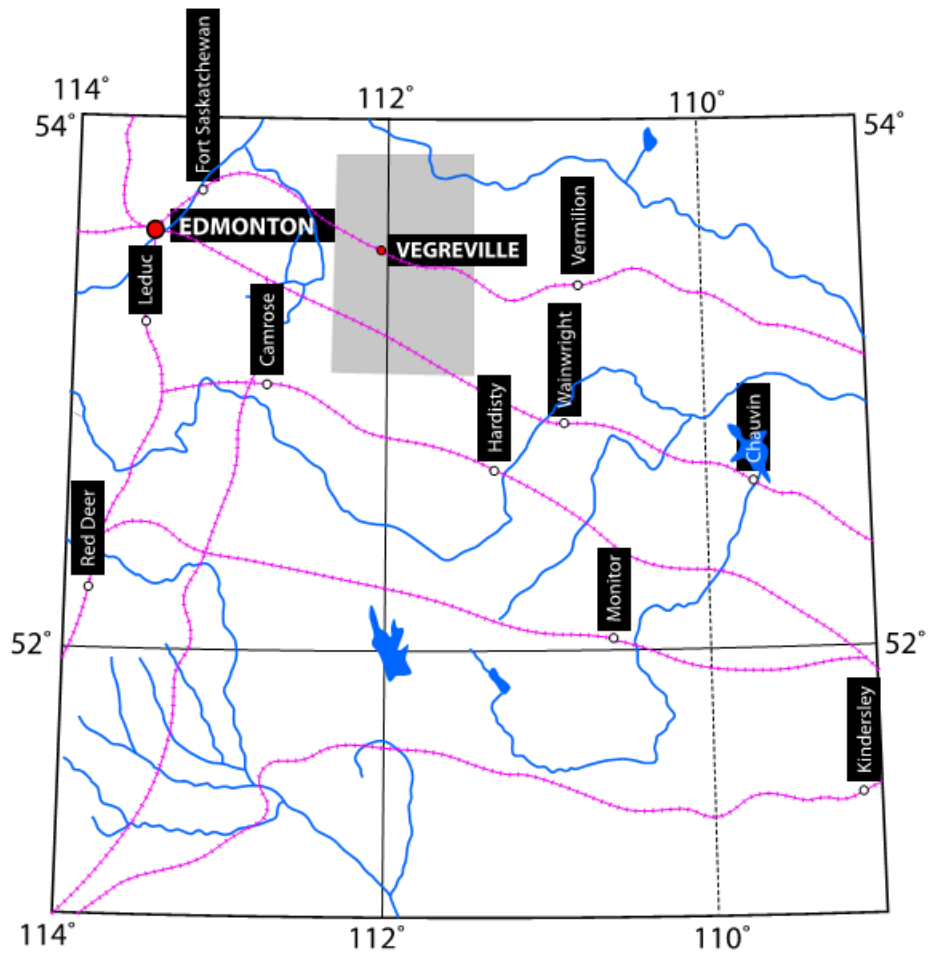 114°
112°
110°
54°
54°
Fort Saskatchewan
EDMONTON
VEGREVILLE
Vermilion
Leduc
Camrose
Wainwright
Hardisty
Chauvin
Red Deer
Monitor
52°
52°
Kindersley
114°
112°
110°